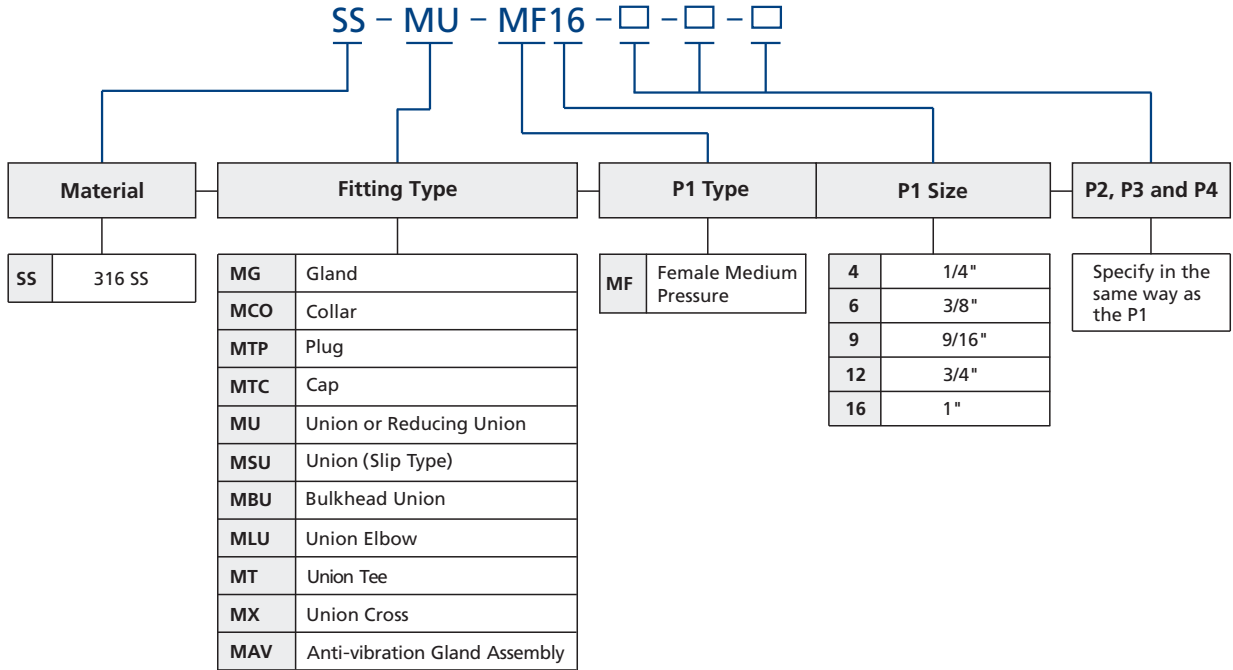 SS – MU – MF16 – □ – □ – □
Material
Fitting Type
P1 Type
P1 Size
P2, P3 and P4
SS 316 SS
MG Gland
MCO Collar
MTP Plug
MTC Cap
MU Union or Reducing Union
MSU Union (Slip Type)
MBU Bulkhead Union
MLU Union Elbow
MT Union Tee
MX Union Cross
MAV Anti-vibration Gland Assembly
MF Female Medium
Pressure
4 1/4"
6 3/8"
9 9/16"
12 3/4"
16 1"
Specify in the
same way as
the P1